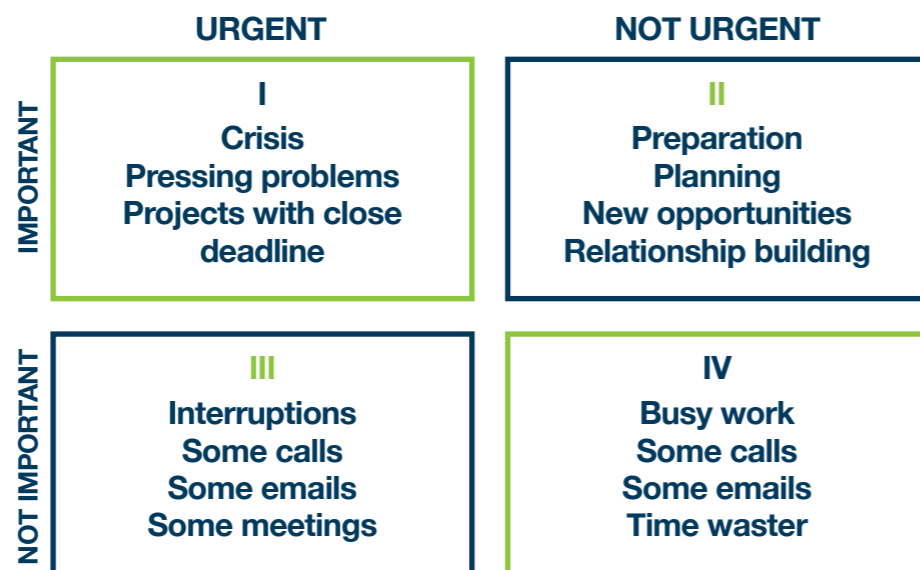 URGENT
NOT URGENT
IMPORTANT
I
Crisis
Pressing problems
Projects with close
deadline
II
Preparation
Planning
New opportunities
Relationship building
NOT IMPORTANT
III
Interruptions
Some calls
Some emails
Some meetings
IV
Busy work
Some calls
Some emails
Time waster